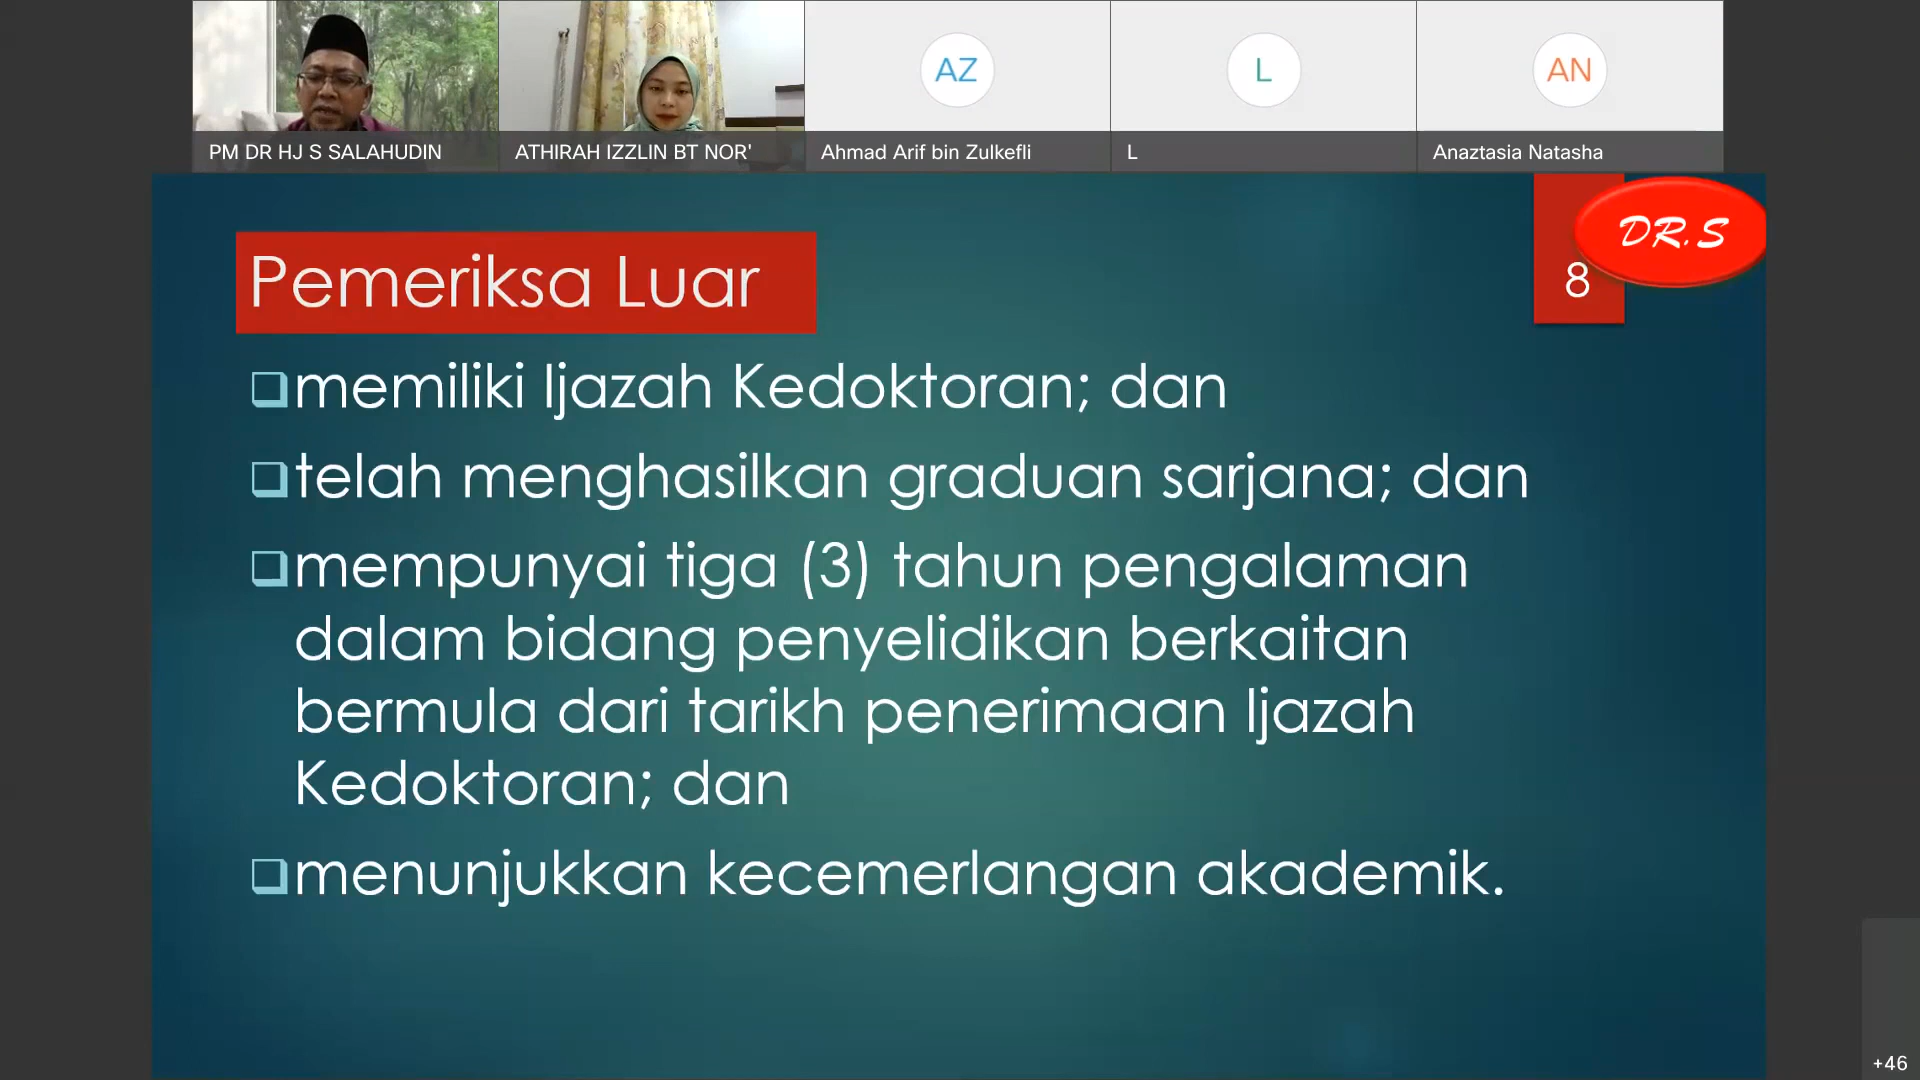 AZ
L
AN
PM DR HJ S SALAHUDIN
ATHIRAH IZZLIN BT NOR'
Ahmad Arif bin Zulkefli
L
Anaztasia Natasha
DR.S
8
Pemeriksa Luar
memiliki Ijazah Kedoktoran; dan
telah menghasilkan graduan sarjana; dan
mempunyai tiga (3) tahun pengalaman
dalam bidang penyelidikan berkaitan
bermula dari tarikh penerimaan Ijazah
Kedoktoran; dan
menunjukkan kecemerlangan akademik.
+46